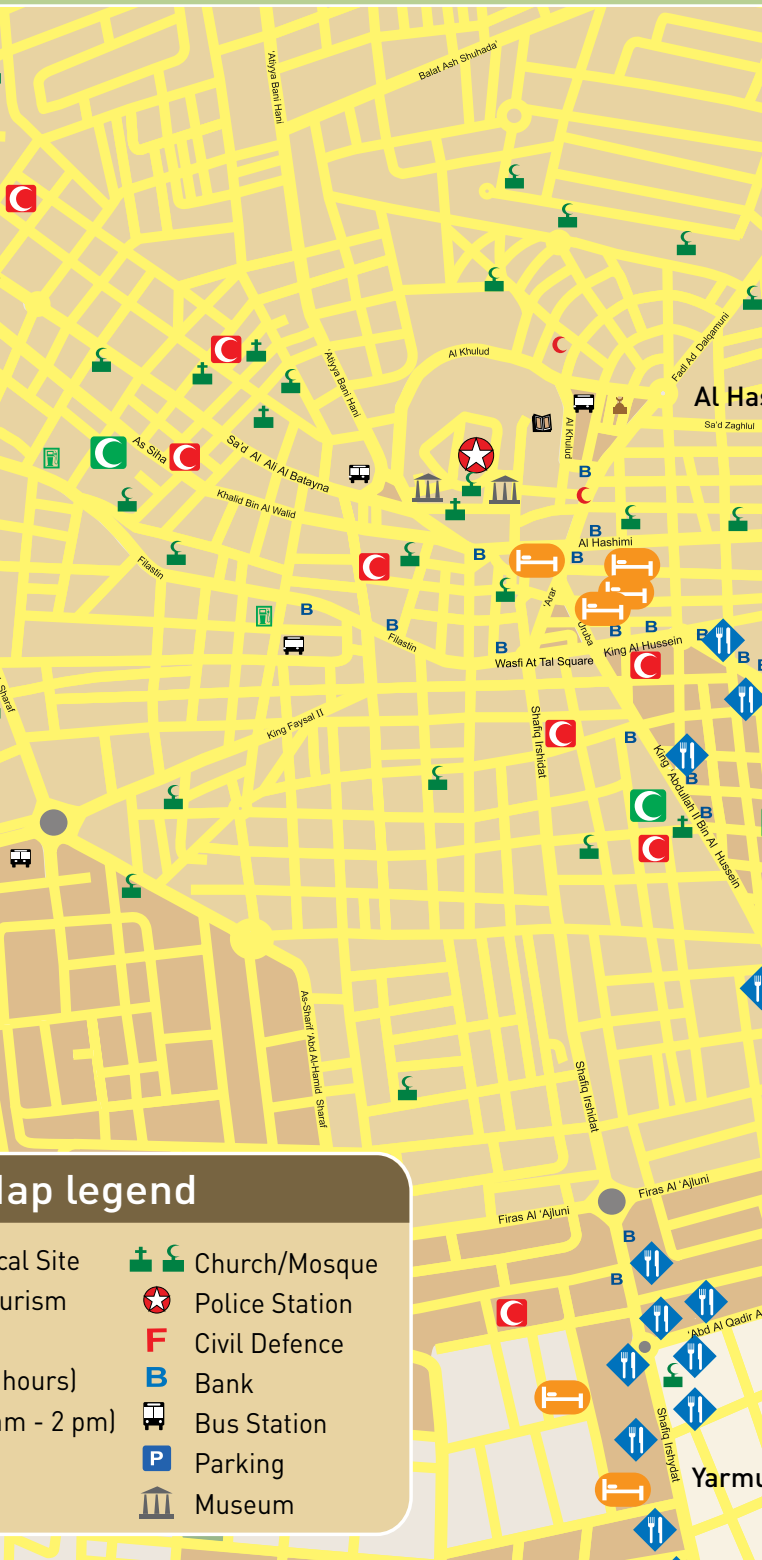 'Atiyya Bani Hani
Balat Ash Shuhada'
Fadl Ad Dalqamuni
Al Khulud
'Atiyya Bani Hani
Al Has
Sa'd Zaghlul
Al Khulud
As Siha
Sa'd Al Ali Al Batayna
Khalid Bin Al Walid
B
B
Al Hashimi
B
B
Filastin
'Arar
B
B
Filastin
Uruba
B
B
B
King Al Hussein
B
Wasfi At Tal Square
B
B
Sharaf
King Faysal II
Shafiq Irshidat
B
King 'Abdullah II Bin Al Hussein
B
B
As-Sharif 'Abd Al-Hamid Sharaf
Shafiq Irshidat
Firas Al 'Ajluni
Firas Al 'Ajluni
B
B
'Abd Al Qadir A
Shafiq Irshydat
Yarmu
Map legend
cal Site
urism
hours)
am - 2 pm)
Church/Mosque
Police Station
F Civil Defence
B Bank
Bus Station
P Parking
Museum